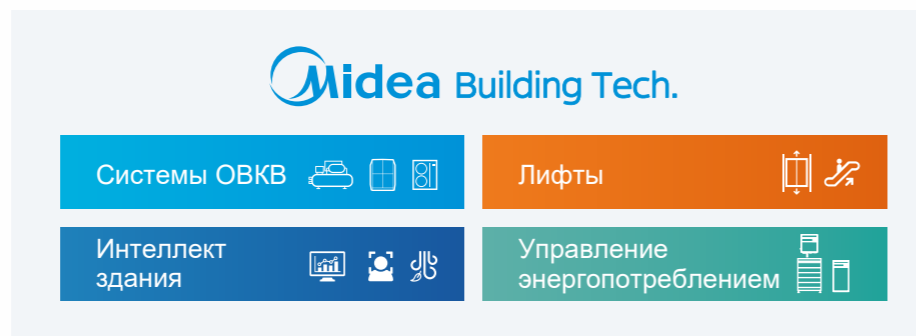 Midea Building Tech.
Системы ОВКВ
Лифты
Интеллект
здания
Управление
энергопотреблением